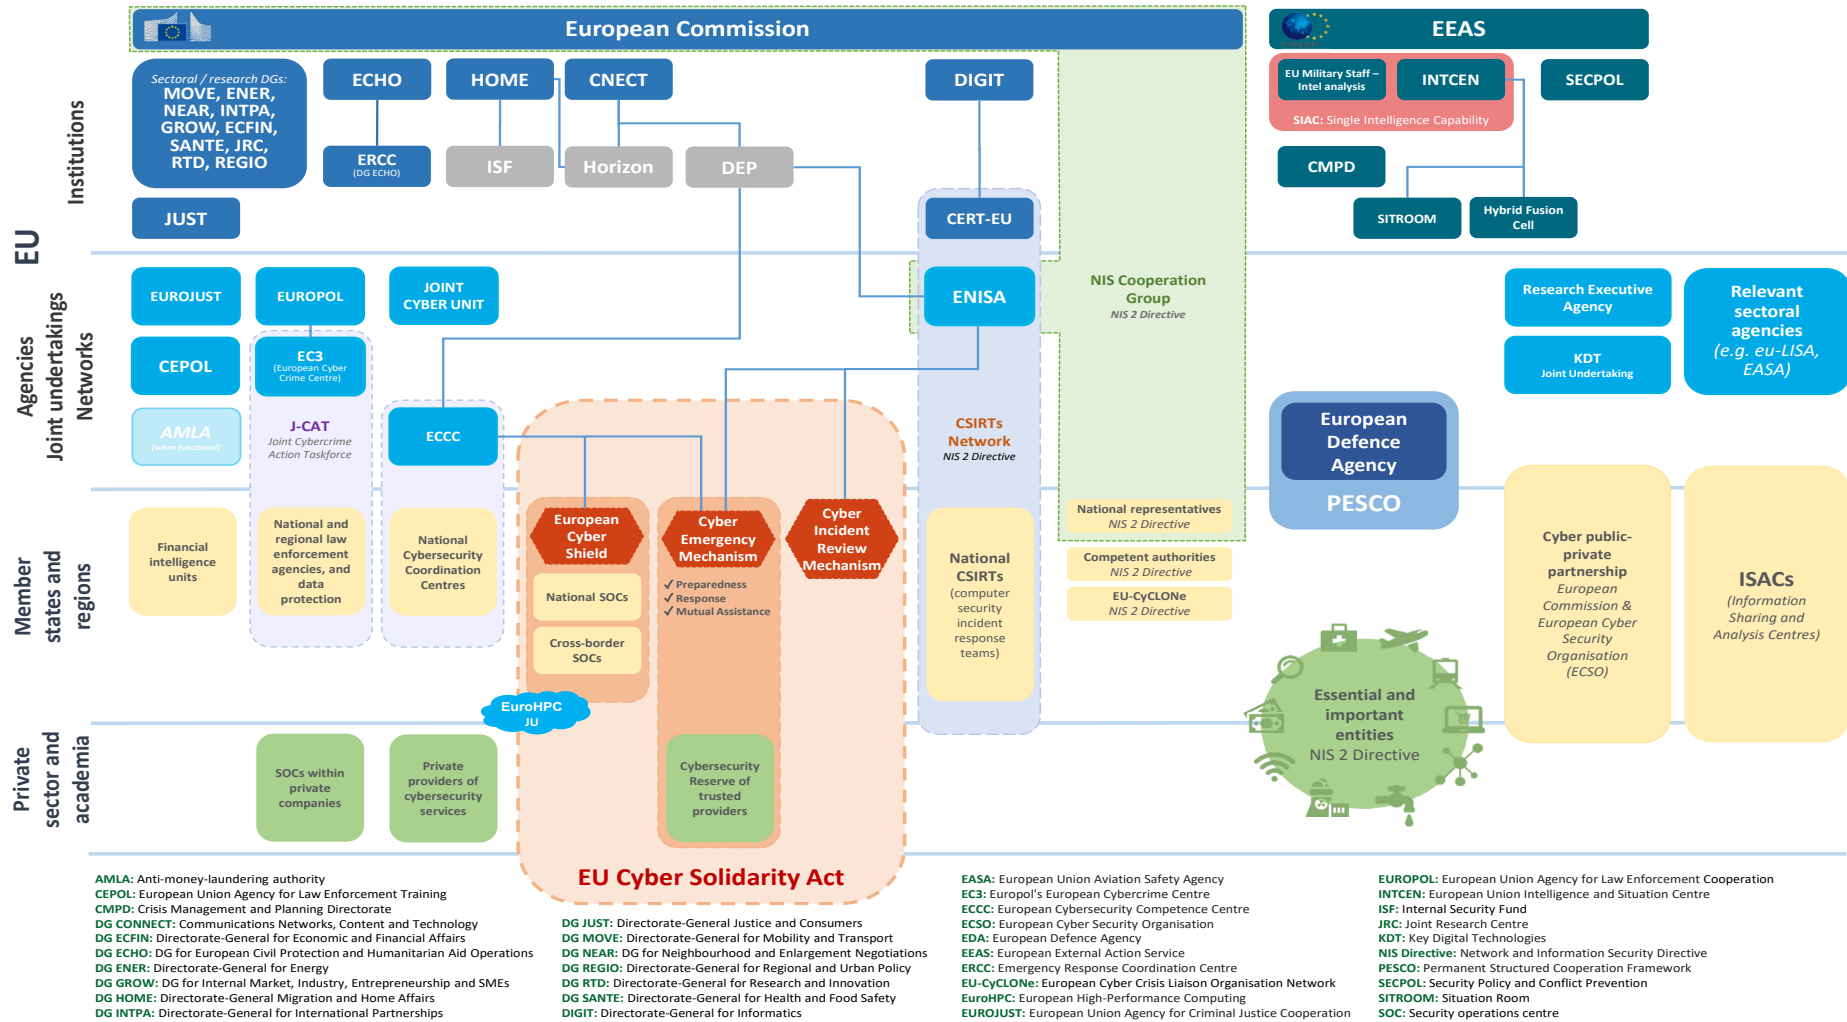 European Commission
EEAS
Sectoral / research DGs:
MOVE, ENER,
NEAR, INTPA,
GROW, ECFIN,
SANTE, JRC,
RTD, REGIO
ECHO
HOME
CNECT
DIGIT
EU Military Staff –
Intel analysis
INTCEN
SECPOL
SIAC: Single Intelligence Capability
ERCC
(DG ECHO)
ISF
Horizon
DEP
CMPD
JUST
CERT-EU
SITROOM
Hybrid Fusion
Cell
EU
Institutions
Agencies
Joint undertakings
Networks
Member
states and
regions
Private
sector and
academia
EUROJUST
EUROPOL
JOINT
CYBER UNIT
ENISA
NIS Cooperation
Group
NIS 2 Directive
Research Executive
Agency
Relevant
sectoral
agencies
(e.g. eu-LISA,
EASA)
CEPOL
EC3
(European Cyber
Crime Centre)
KDT
Joint Undertaking
AMLA
(when functional)
J-CAT
Joint Cybercrime
Action Taskforce
ECCC
CSIRTs
Network
NIS 2 Directive
European
Defence
Agency
PESCO
Financial
intelligence
units
National and
regional law
enforcement
agencies, and
data
protection
National
Cybersecurity
Coordination
Centres
European
Cyber
Shield
National SOCs
Cross-border
SOCs
Cyber
Emergency
Mechanism
✓ Preparedness
✓ Response
✓ Mutual Assistance
Cyber
Incident
Review
Mechanism
National
CSIRTs
(computer
security
incident
response
teams)
National representatives
NIS 2 Directive
Competent authorities
NIS 2 Directive
EU-CyCLONe
NIS 2 Directive
Cyber public-
private
partnership
European
Commission &
European Cyber
Security
Organisation
(ECSO)
ISACs
(Information
Sharing and
Analysis Centres)
EuroHPC
JU
Essential and
important
entities
NIS 2 Directive
SOCs within
private
companies
Private
providers of
cybersecurity
services
Cybersecurity
Reserve of
trusted
providers
EU Cyber Solidarity Act
AMLA: Anti-money-laundering authority
CEPOL: European Union Agency for Law Enforcement Training
CMPD: Crisis Management and Planning Directorate
DG CONNECT: Communications Networks, Content and Technology
DG ECFIN: Directorate-General for Economic and Financial Affairs
DG ECHO: DG for European Civil Protection and Humanitarian Aid Operations
DG ENER: Directorate-General for Energy
DG GROW: DG for Internal Market, Industry, Entrepreneurship and SMEs
DG HOME: Directorate-General Migration and Home Affairs
DG INTPA: Directorate-General for International Partnerships
DG JUST: Directorate-General Justice and Consumers
DG MOVE: Directorate-General for Mobility and Transport
DG NEAR: DG for Neighbourhood and Enlargement Negotiations
DG REGIO: Directorate-General for Regional and Urban Policy
DG RTD: Directorate-General for Research and Innovation
DG SANTE: Directorate-General for Health and Food Safety
DIGIT: Directorate-General for Informatics
EASA: European Union Aviation Safety Agency
EC3: Europol's European Cybercrime Centre
ECCC: European Cybersecurity Competence Centre
ECSO: European Cyber Security Organisation
EDA: European Defence Agency
EEAS: European External Action Service
ERCC: Emergency Response Coordination Centre
EU-CyCLONe: European Cyber Crisis Liaison Organisation Network
EuroHPC: European High-Performance Computing
EUROJUST: European Union Agency for Criminal Justice Cooperation
EUROPOL: European Union Agency for Law Enforcement Cooperation
INTCEN: European Union Intelligence and Situation Centre
ISF: Internal Security Fund
JRC: Joint Research Centre
KDT: Key Digital Technologies
NIS Directive: Network and Information Security Directive
PESCO: Permanent Structured Cooperation Framework
SECPOL: Security Policy and Conflict Prevention
SITROOM: Situation Room
SOC: Security operations centre